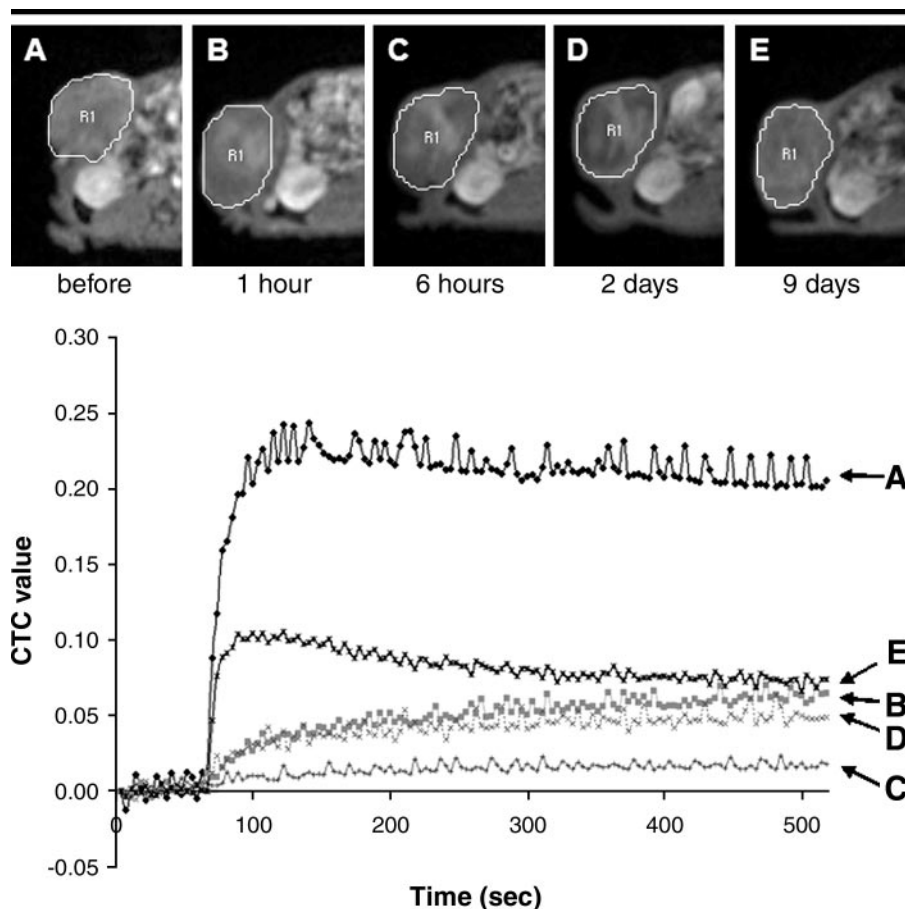 A B C D E
R1 R1 R1 R1 R1
before 1 hour 6 hours 2 days 9 days
0.30
0.25
0.20
0.15
0.10
0.05
0.00
-0.05
CTC value
0 100 200 300 400 500
Time (sec)
A
E
B
D
C